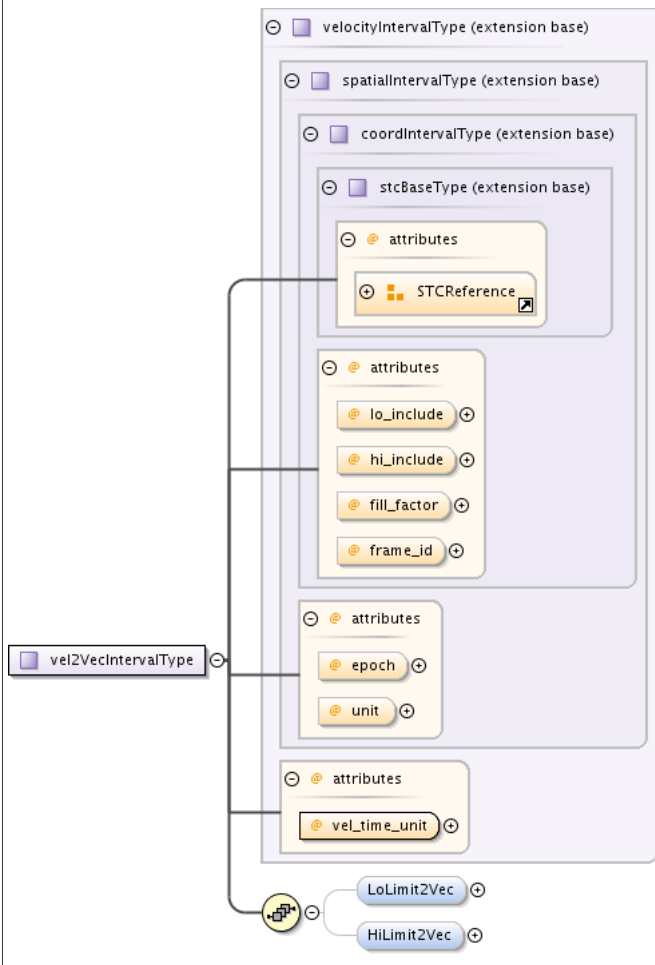 velocityIntervalType (extension base)
spatialIntervalType (extension base)
coordIntervalType (extension base)
stcBaseType (extension base)
@ attributes
STCReference
@ attributes
@ lo_include
@ hi_include
@ fill_factor
@ frame_id
@ attributes
@ epoch
@ unit
vel2VecIntervalType
@ attributes
@ vel_time_unit
LoLimit2Vec
HiLimit2Vec